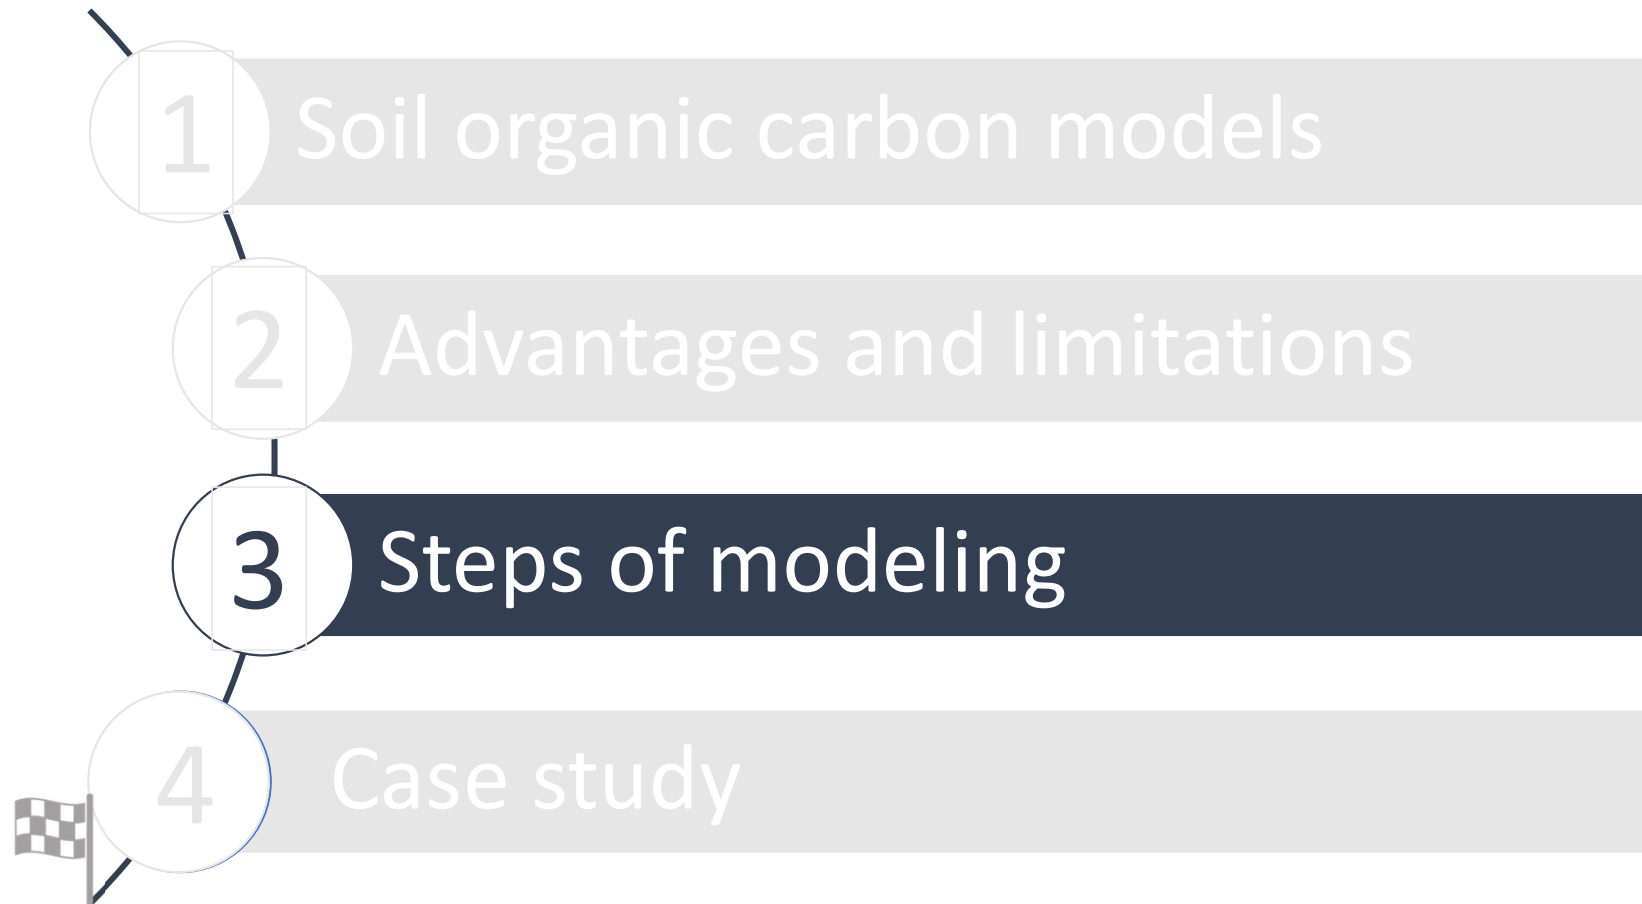 1 Soil organic carbon models
2 Advantages and limitations
3 Steps of modeling
4 Case study